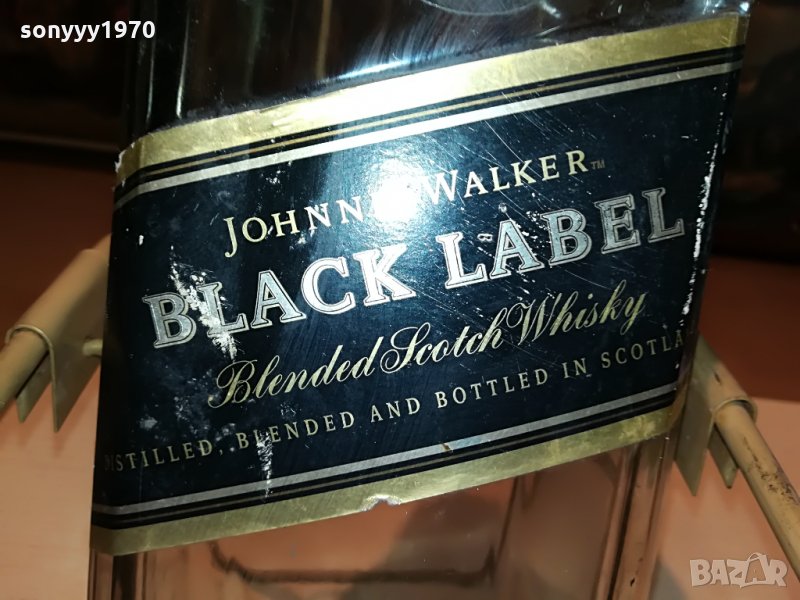 sonyyy1970
JOHNNIE WALKER™
BLACK LABEL
Blended Scotch Whisky
DISTILLED, BLENDED AND BOTTLED IN SCOTLA
BAZAR